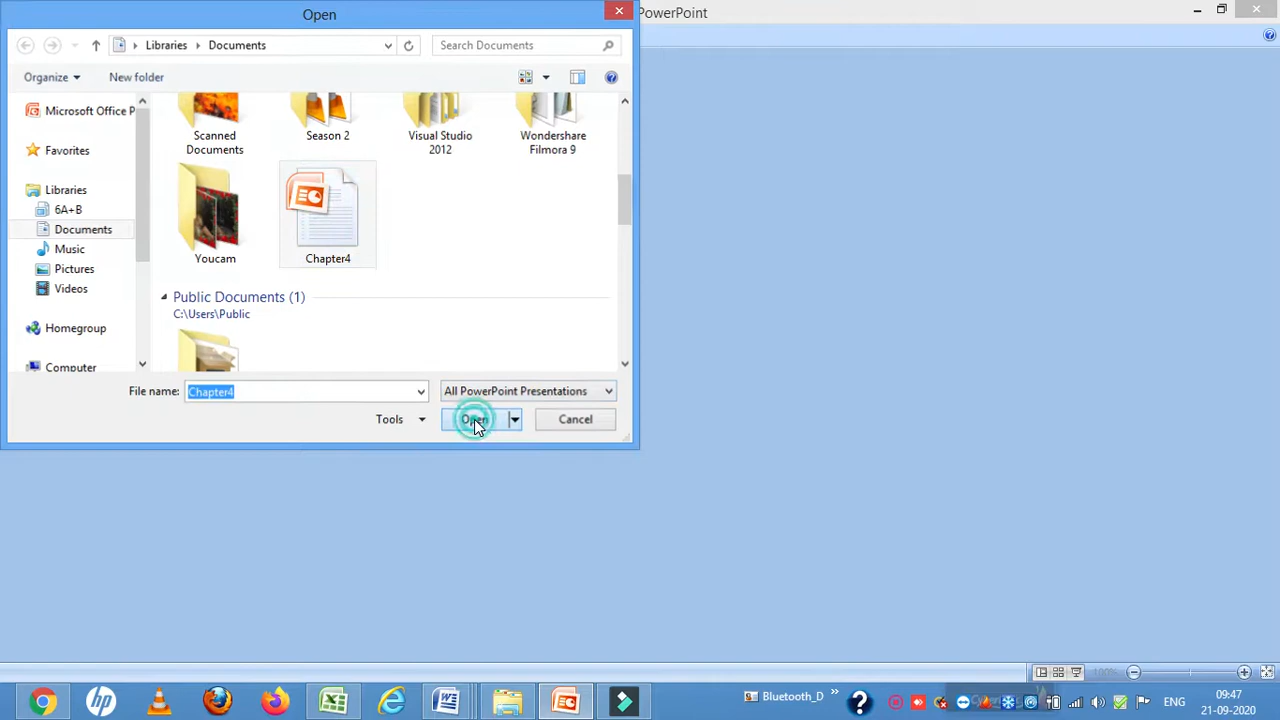 Open
PowerPoint
Libraries
Documents
Search Documents
Organize
New folder
Microsoft Office P
Favorites
Libraries
6A+B
Documents
Music
Pictures
Videos
Homegroup
Computer
Scanned
Documents
Season 2
Visual Studio
2012
Wondershare
Filmora 9
Youcam
Chapter4
Public Documents (1)
C:\Users\Public
File name:
Chapter4
All PowerPoint Presentations
Tools
Open
Cancel
100%
Bluetooth_D
ENG
09:47
21-09-2020